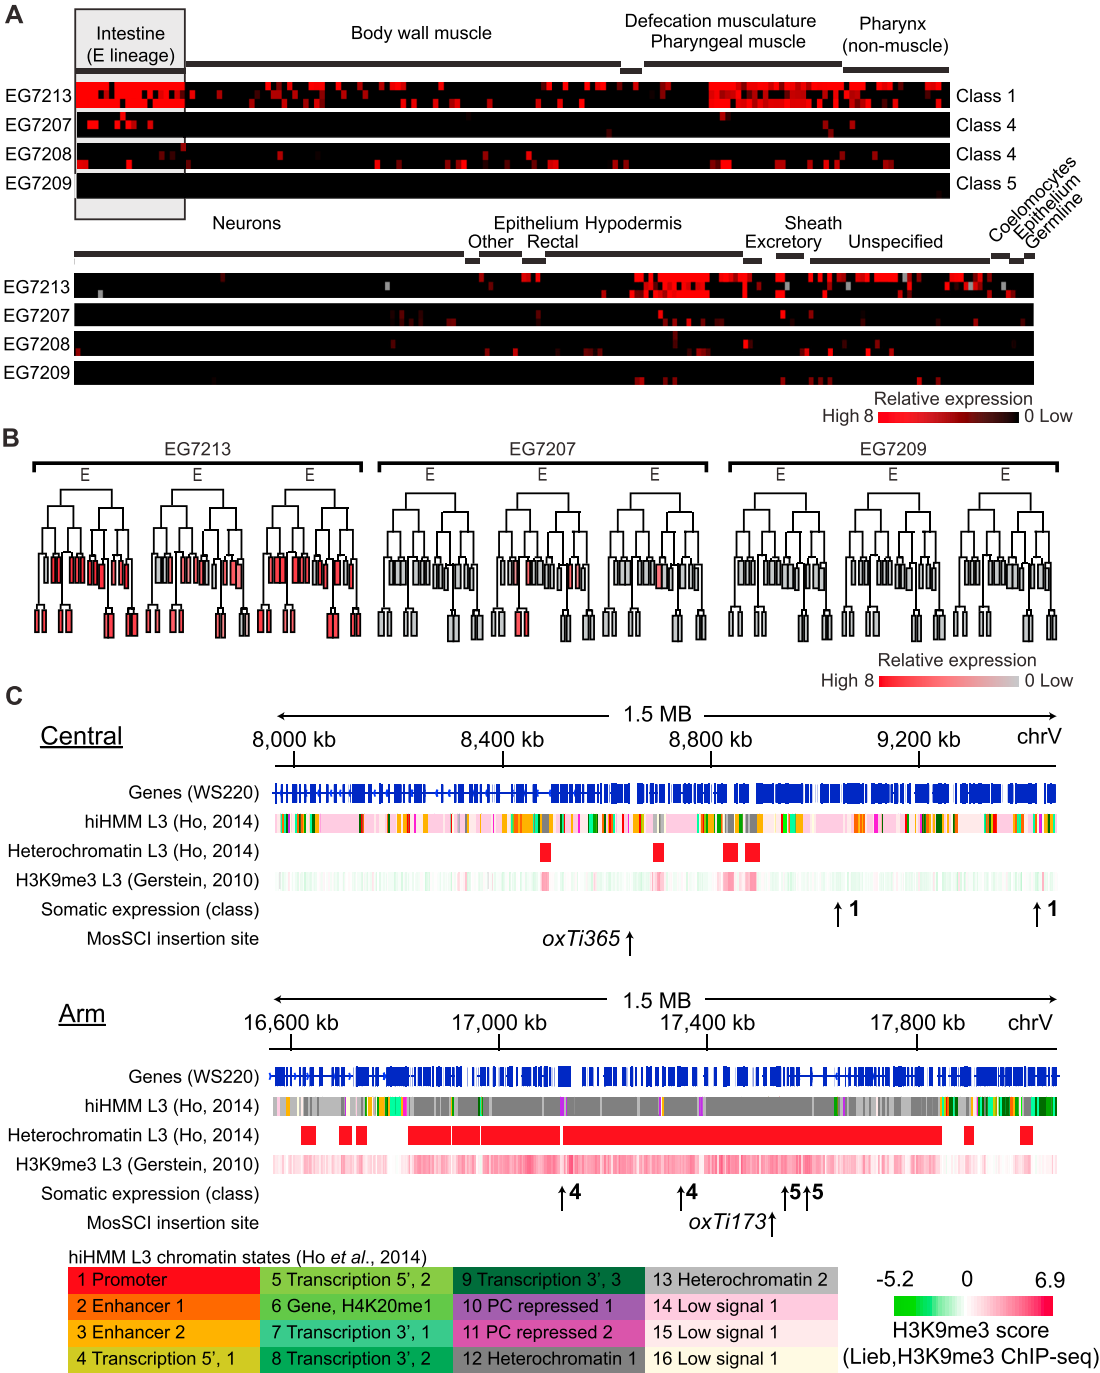 A
Intestine
(E lineage)
Body wall muscle
Defecation musculature
Pharyngeal muscle
Pharynx
(non-muscle)
EG7213
Class 1
EG7207
Class 4
EG7208
Class 4
EG7209
Class 5
Neurons
Other
Epithelium
Rectal
Hypodermis
Excretory
Sheath
Unspecified
Coelomocytes
Epithelium
Germline
EG7213
EG7207
EG7208
EG7209
Relative expression
High 8
0 Low
B
EG7213
EG7207
EG7209
E E E E E E E E E
Relative expression
High 8
0 Low
C
Central
1.5 MB
8,000 kb 8,400 kb 8,800 kb 9,200 kb chrV
Genes (WS220)
hiHMM L3 (Ho, 2014)
Heterochromatin L3 (Ho, 2014)
H3K9me3 L3 (Gerstein, 2010)
Somatic expression (class) 1 1
MosSCI insertion site oxTi365
Arm
1.5 MB
16,600 kb 17,000 kb 17,400 kb 17,800 kb chrV
Genes (WS220)
hiHMM L3 (Ho, 2014)
Heterochromatin L3 (Ho, 2014)
H3K9me3 L3 (Gerstein, 2010)
Somatic expression (class) 4 4 5 5
MosSCI insertion site oxTi173
hiHMM L3 chromatin states (Ho et al., 2014)
1 Promoter
2 Enhancer 1
3 Enhancer 2
4 Transcription 5’, 1
5 Transcription 5’, 2
6 Gene, H4K20me1
7 Transcription 3’, 1
8 Transcription 3’, 2
9 Transcription 3’, 3
10 PC repressed 1
11 PC repressed 2
12 Heterochromatin 1
13 Heterochromatin 2
14 Low signal 1
15 Low signal 1
16 Low signal 1
-5.2 0 6.9
H3K9me3 score
(Lieb,H3K9me3 ChIP-seq)